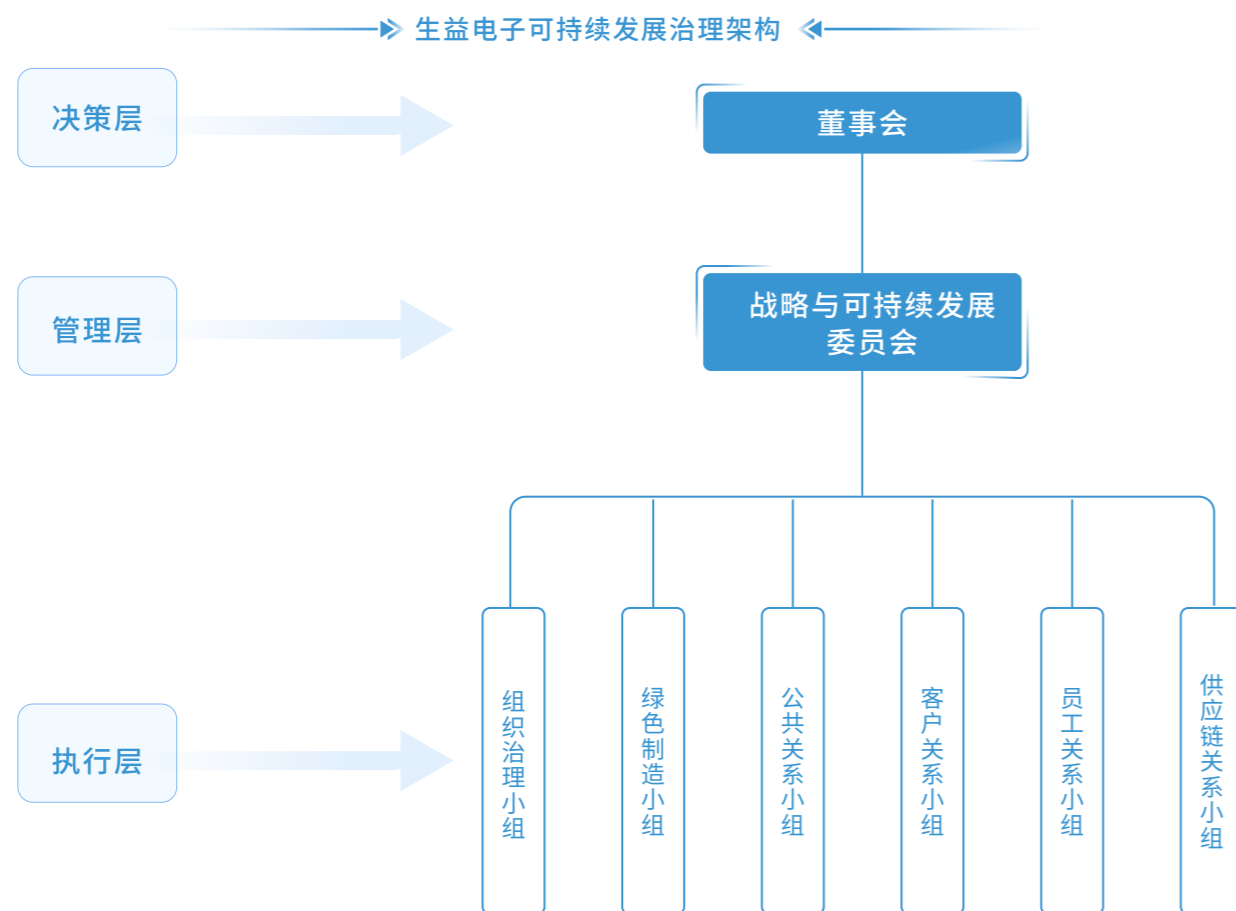 生益电子可持续发展治理架构
决策层
董事会
管理层
战略与可持续发展
委员会
执行层
组织治理小组
绿色制造小组
公共关系小组
客户关系小组
员工关系小组
供应链关系小组